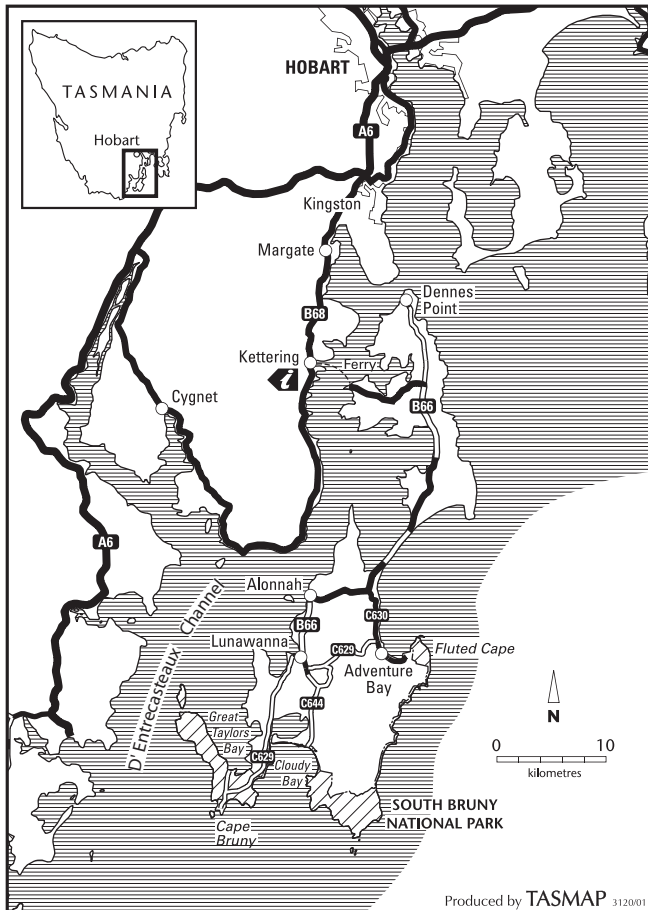 TASMANIA
Hobart
HOBART
A6
Kingston
Margate
Dennes
Point
B68
Kettering
Ferry
i
Cygnet
B66
A6
Alonnah
D'Entrecasteaux Channel
B66
C630
Lunawanna
C629
Fluted Cape
Adventure
Bay
C644
Great
Taylors
Bay
N
C629
Cloudy
Bay
0 10
kilometres
SOUTH BRUNY
NATIONAL PARK
Cape
Bruny
Produced by TASMAP 3120/01